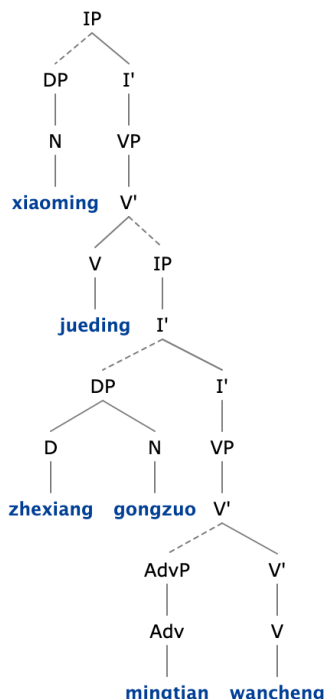 IP
DP I'
N VP
xiaoming V'
V IP
jueding I'
DP I'
D N VP
zhexiang gongzuo V'
AdvP V'
Adv V
mingtian wancheng